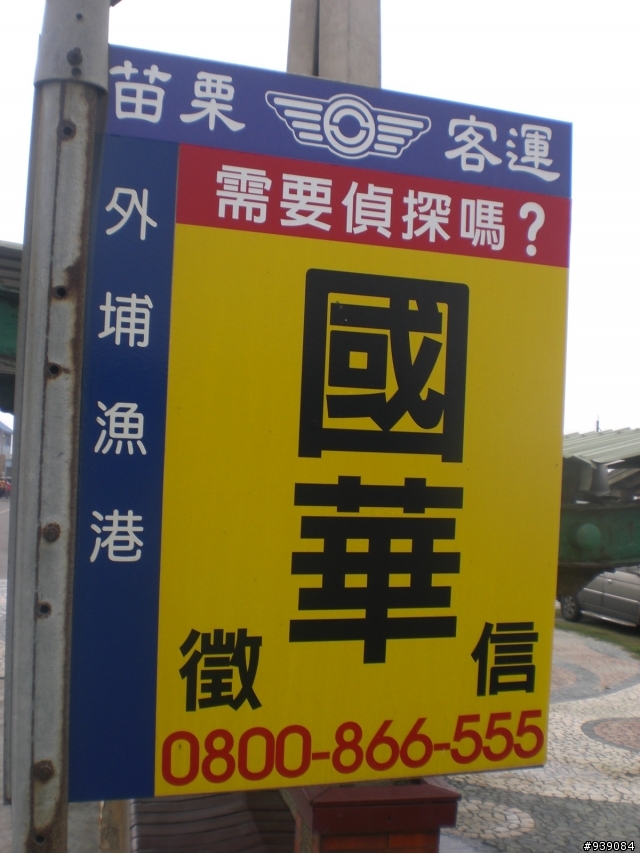 苗栗 客運
外埔漁港
需要偵探嗎?
國華
徵信
0800-866-555
#939084